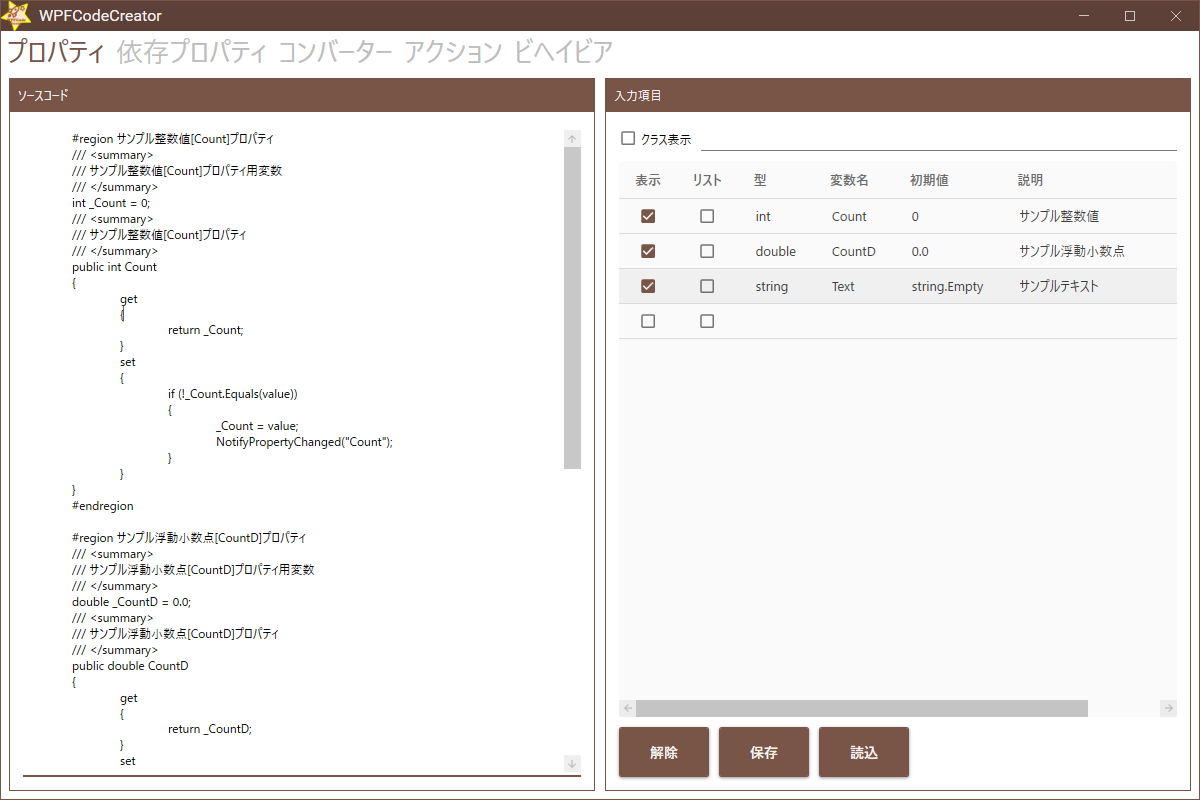 WPFCodeCreator
プロパティ 依存プロパティ コンバーター アクション ビヘイビア
ソースコード
#region サンプル整数値[Count]プロパティ
/// <summary>
/// サンプル整数値[Count]プロパティ用変数
/// </summary>
int _Count = 0;
/// <summary>
/// サンプル整数値[Count]プロパティ
/// </summary>
public int Count
{
get
{
return _Count;
}
set
{
if (!_Count.Equals(value))
{
_Count = value;
NotifyPropertyChanged("Count");
}
}
}
#endregion
#region サンプル浮動小数点[CountD]プロパティ
/// <summary>
/// サンプル浮動小数点[CountD]プロパティ用変数
/// </summary>
double _CountD = 0.0;
/// <summary>
/// サンプル浮動小数点[CountD]プロパティ
/// </summary>
public double CountD
{
get
{
return _CountD;
}
set
入力項目
クラス表示
表示 リスト 型 変数名 初期値 説明
int Count 0 サンプル整数値
double CountD 0.0 サンプル浮動小数点
string Text string.Empty サンプルテキスト
解除 保存 読込